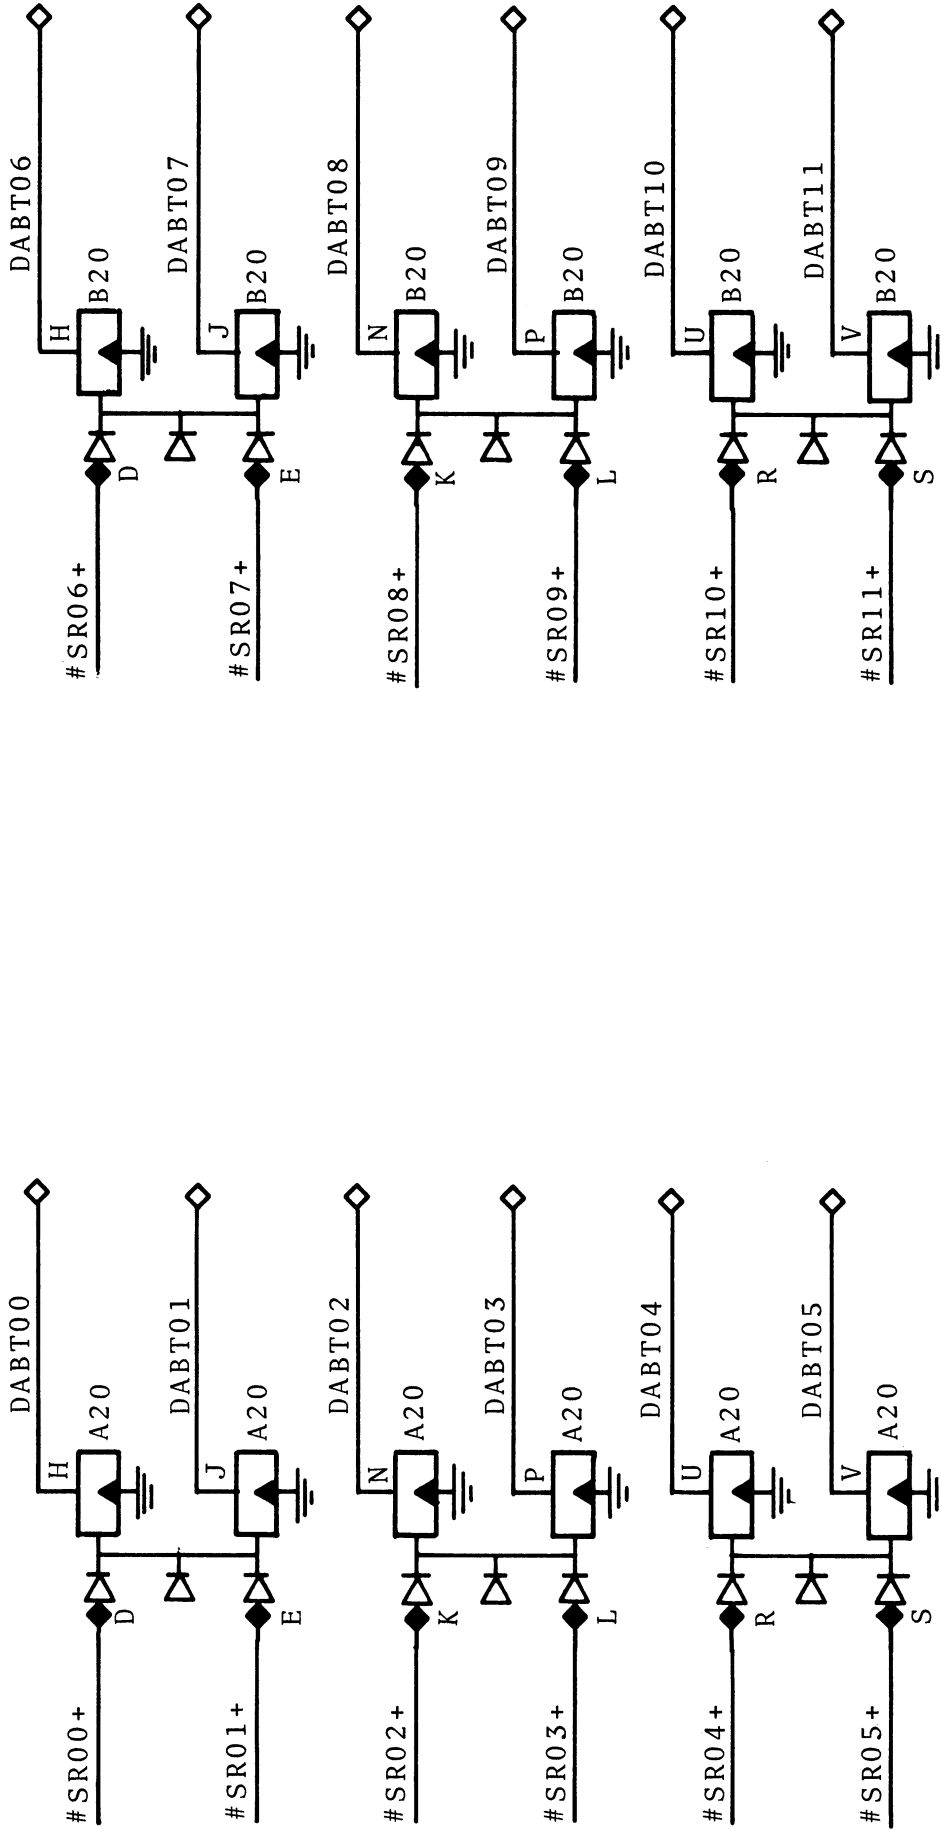 DABT00
H
A20
D
#SR00+
DABT01
J
A20
E
#SR01+
DABT02
N
A20
K
#SR02+
DABT03
P
A20
L
#SR03+
DABT04
U
A20
R
#SR04+
DABT05
V
A20
S
#SR05+
DABT06
H
B20
D
#SR06+
DABT07
J
B20
E
#SR07+
DABT08
N
B20
K
#SR08+
DABT09
P
B20
L
#SR09+
DABT10
U
B20
R
#SR10+
DABT11
V
B20
S
#SR11+